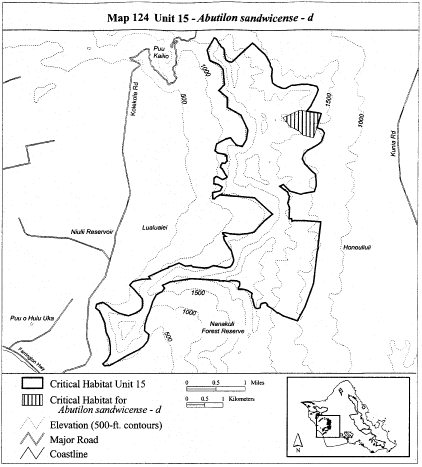 Map 124 Unit 15 - Abutilon sandwicense - d
Puu
Kailio
1000
500
1500
1000
Kolekole Rd
Kunia Rd
Niulii Reservoir
Lualualei
Honouliuli
Puu o Hulu Uka
1500
1000
500
Nanakuli
Forest Reserve
Farrington Hwy
Critical Habitat Unit 15
Critical Habitat for
Abutilon sandwicense - d
Elevation (500-ft. contours)
Major Road
Coastline
0 0.5 1 Miles
0 0.5 1 Kilometers
N